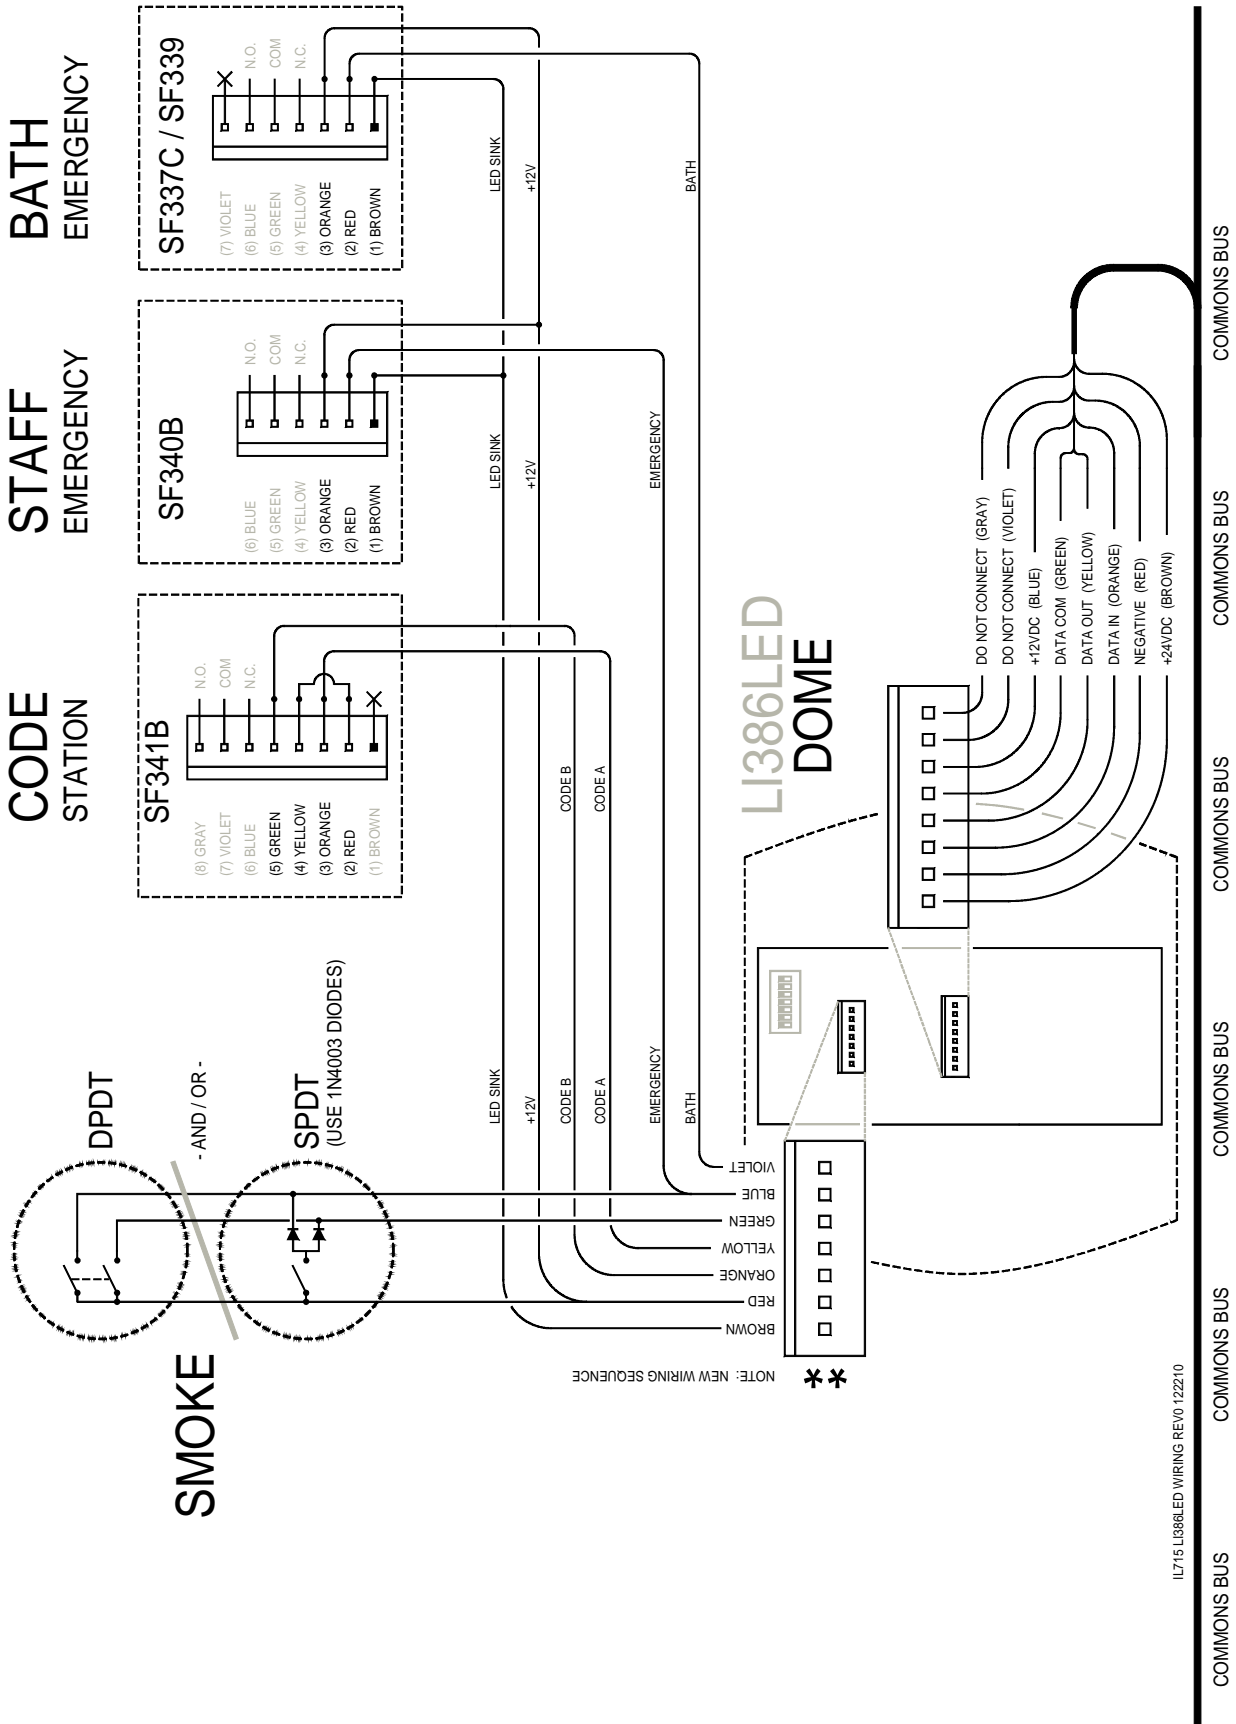 BATH
EMERGENCY
SF337C / SF339
N.O.
COM
N.C.
(7) VIOLET
(6) BLUE
(5) GREEN
(4) YELLOW
(3) ORANGE
(2) RED
(1) BROWN
LED SINK
+12V
BATH
STAFF
EMERGENCY
SF340B
N.O.
COM
N.C.
(6) BLUE
(5) GREEN
(4) YELLOW
(3) ORANGE
(2) RED
(1) BROWN
LED SINK
+12V
EMERGENCY
CODE
STATION
SF341B
N.O.
COM
N.C.
(8) GRAY
(7) VIOLET
(6) BLUE
(5) GREEN
(4) YELLOW
(3) ORANGE
(2) RED
(1) BROWN
CODE B
CODE A
SMOKE
DPDT
- AND / OR -
SPDT
(USE 1N4003 DIODES)
LED SINK
+12V
CODE B
CODE A
EMERGENCY
BATH
VIOLET
BLUE
GREEN
YELLOW
ORANGE
RED
BROWN
NOTE: NEW WIRING SEQUENCE
**
LI386LED
DOME
DO NOT CONNECT (GRAY)
DO NOT CONNECT (VIOLET)
+12VDC (BLUE)
DATA COM (GREEN)
DATA OUT (YELLOW)
DATA IN (ORANGE)
NEGATIVE (RED)
+24VDC (BROWN)
IL715 LI386LED WIRING REV0 122210
COMMONS BUS
COMMONS BUS
COMMONS BUS
COMMONS BUS
COMMONS BUS
COMMONS BUS